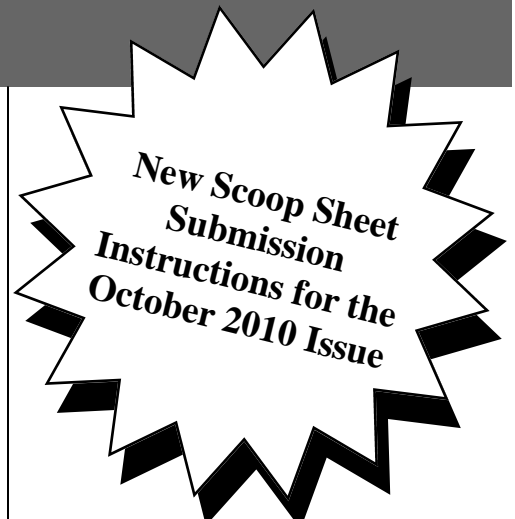 New Scoop Sheet
Submission
Instructions for the
October 2010 Issue